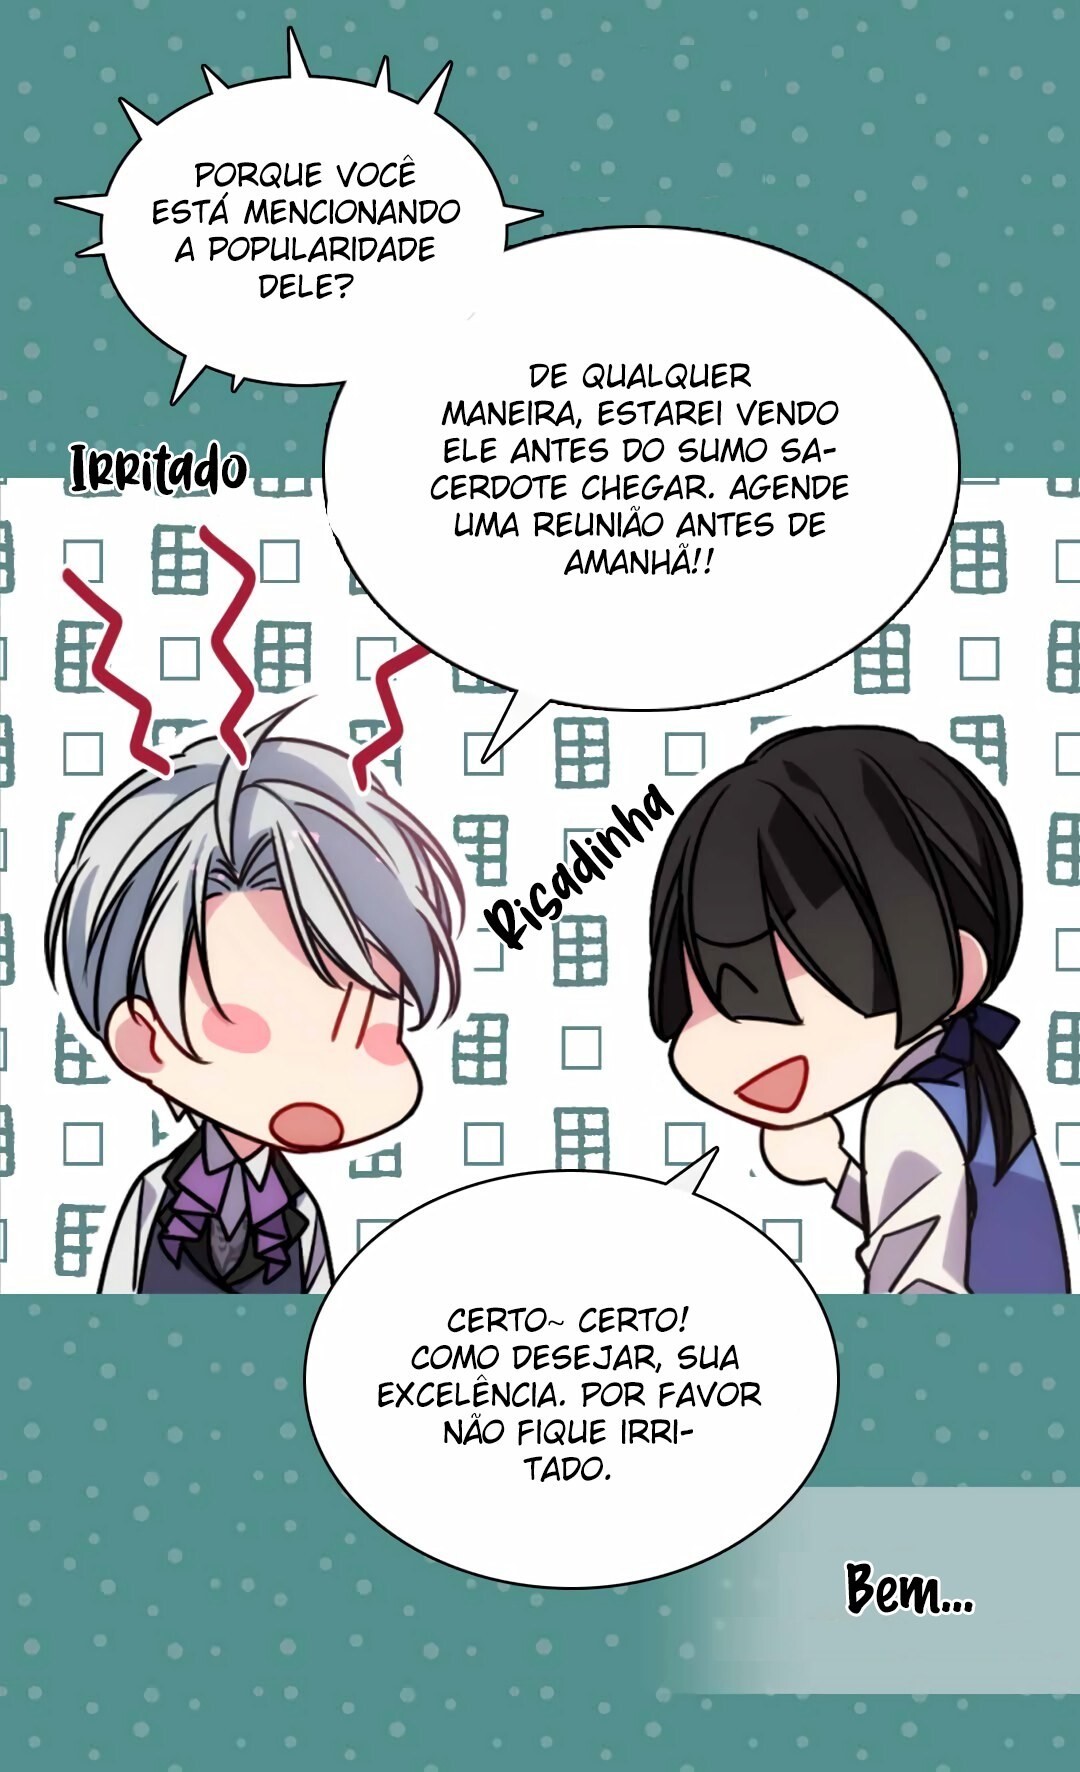 PORQUE VOCÊ
ESTÁ MENCIONANDO
A POPULARIDADE
DELE?
DE QUALQUER
MANEIRA, ESTAREI VENDO
ELE ANTES DO SUMO SA-
CERDOTE CHEGAR. AGENDE
UMA REUNIÃO ANTES DE
AMANHÃ!!
Irritado
Risadinha
CERTO~ CERTO!
COMO DESEJAR, SUA
EXCELÊNCIA. POR FAVOR
NÃO FIQUE IRRI-
TADO.
Bem...